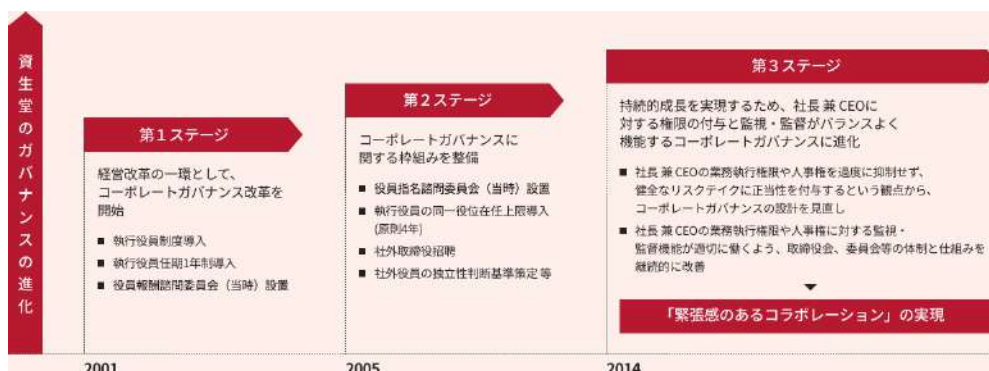 資生堂のガバナンスの進化
第1ステージ
経営改革の一環として、
コーポレートガバナンス改革を
開始
■ 執行役員制度導入
■ 執行役員任期1年制導入
■ 役員報酬諮問委員会（当時）設置
2001
第2ステージ
コーポレートガバナンスに
関する枠組みを整備
■ 役員指名諮問委員会（当時）設置
■ 執行役員の同一役位在任上限導入
(原則4年)
■ 社外取締役招聘
■ 社外役員の独立性判断基準策定 等
2005
第3ステージ
持続的成長を実現するため、社長 兼 CEOに
対する権限の付与と監視・監督がバランスよく
機能するコーポレートガバナンスに進化
■ 社長 兼 CEOの業務執行権限や人事権を過度に抑制せず、
健全なリスクテイクに正当性を付与するという観点から、
コーポレートガバナンスの設計を見直し
■ 社長 兼 CEOの業務執行権限や人事権に対する監視・
監督機能が適切に働くよう、取締役会、委員会等の体制と仕組みを
継続的に改善
「緊張感のあるコラボレーション」の実現
2014